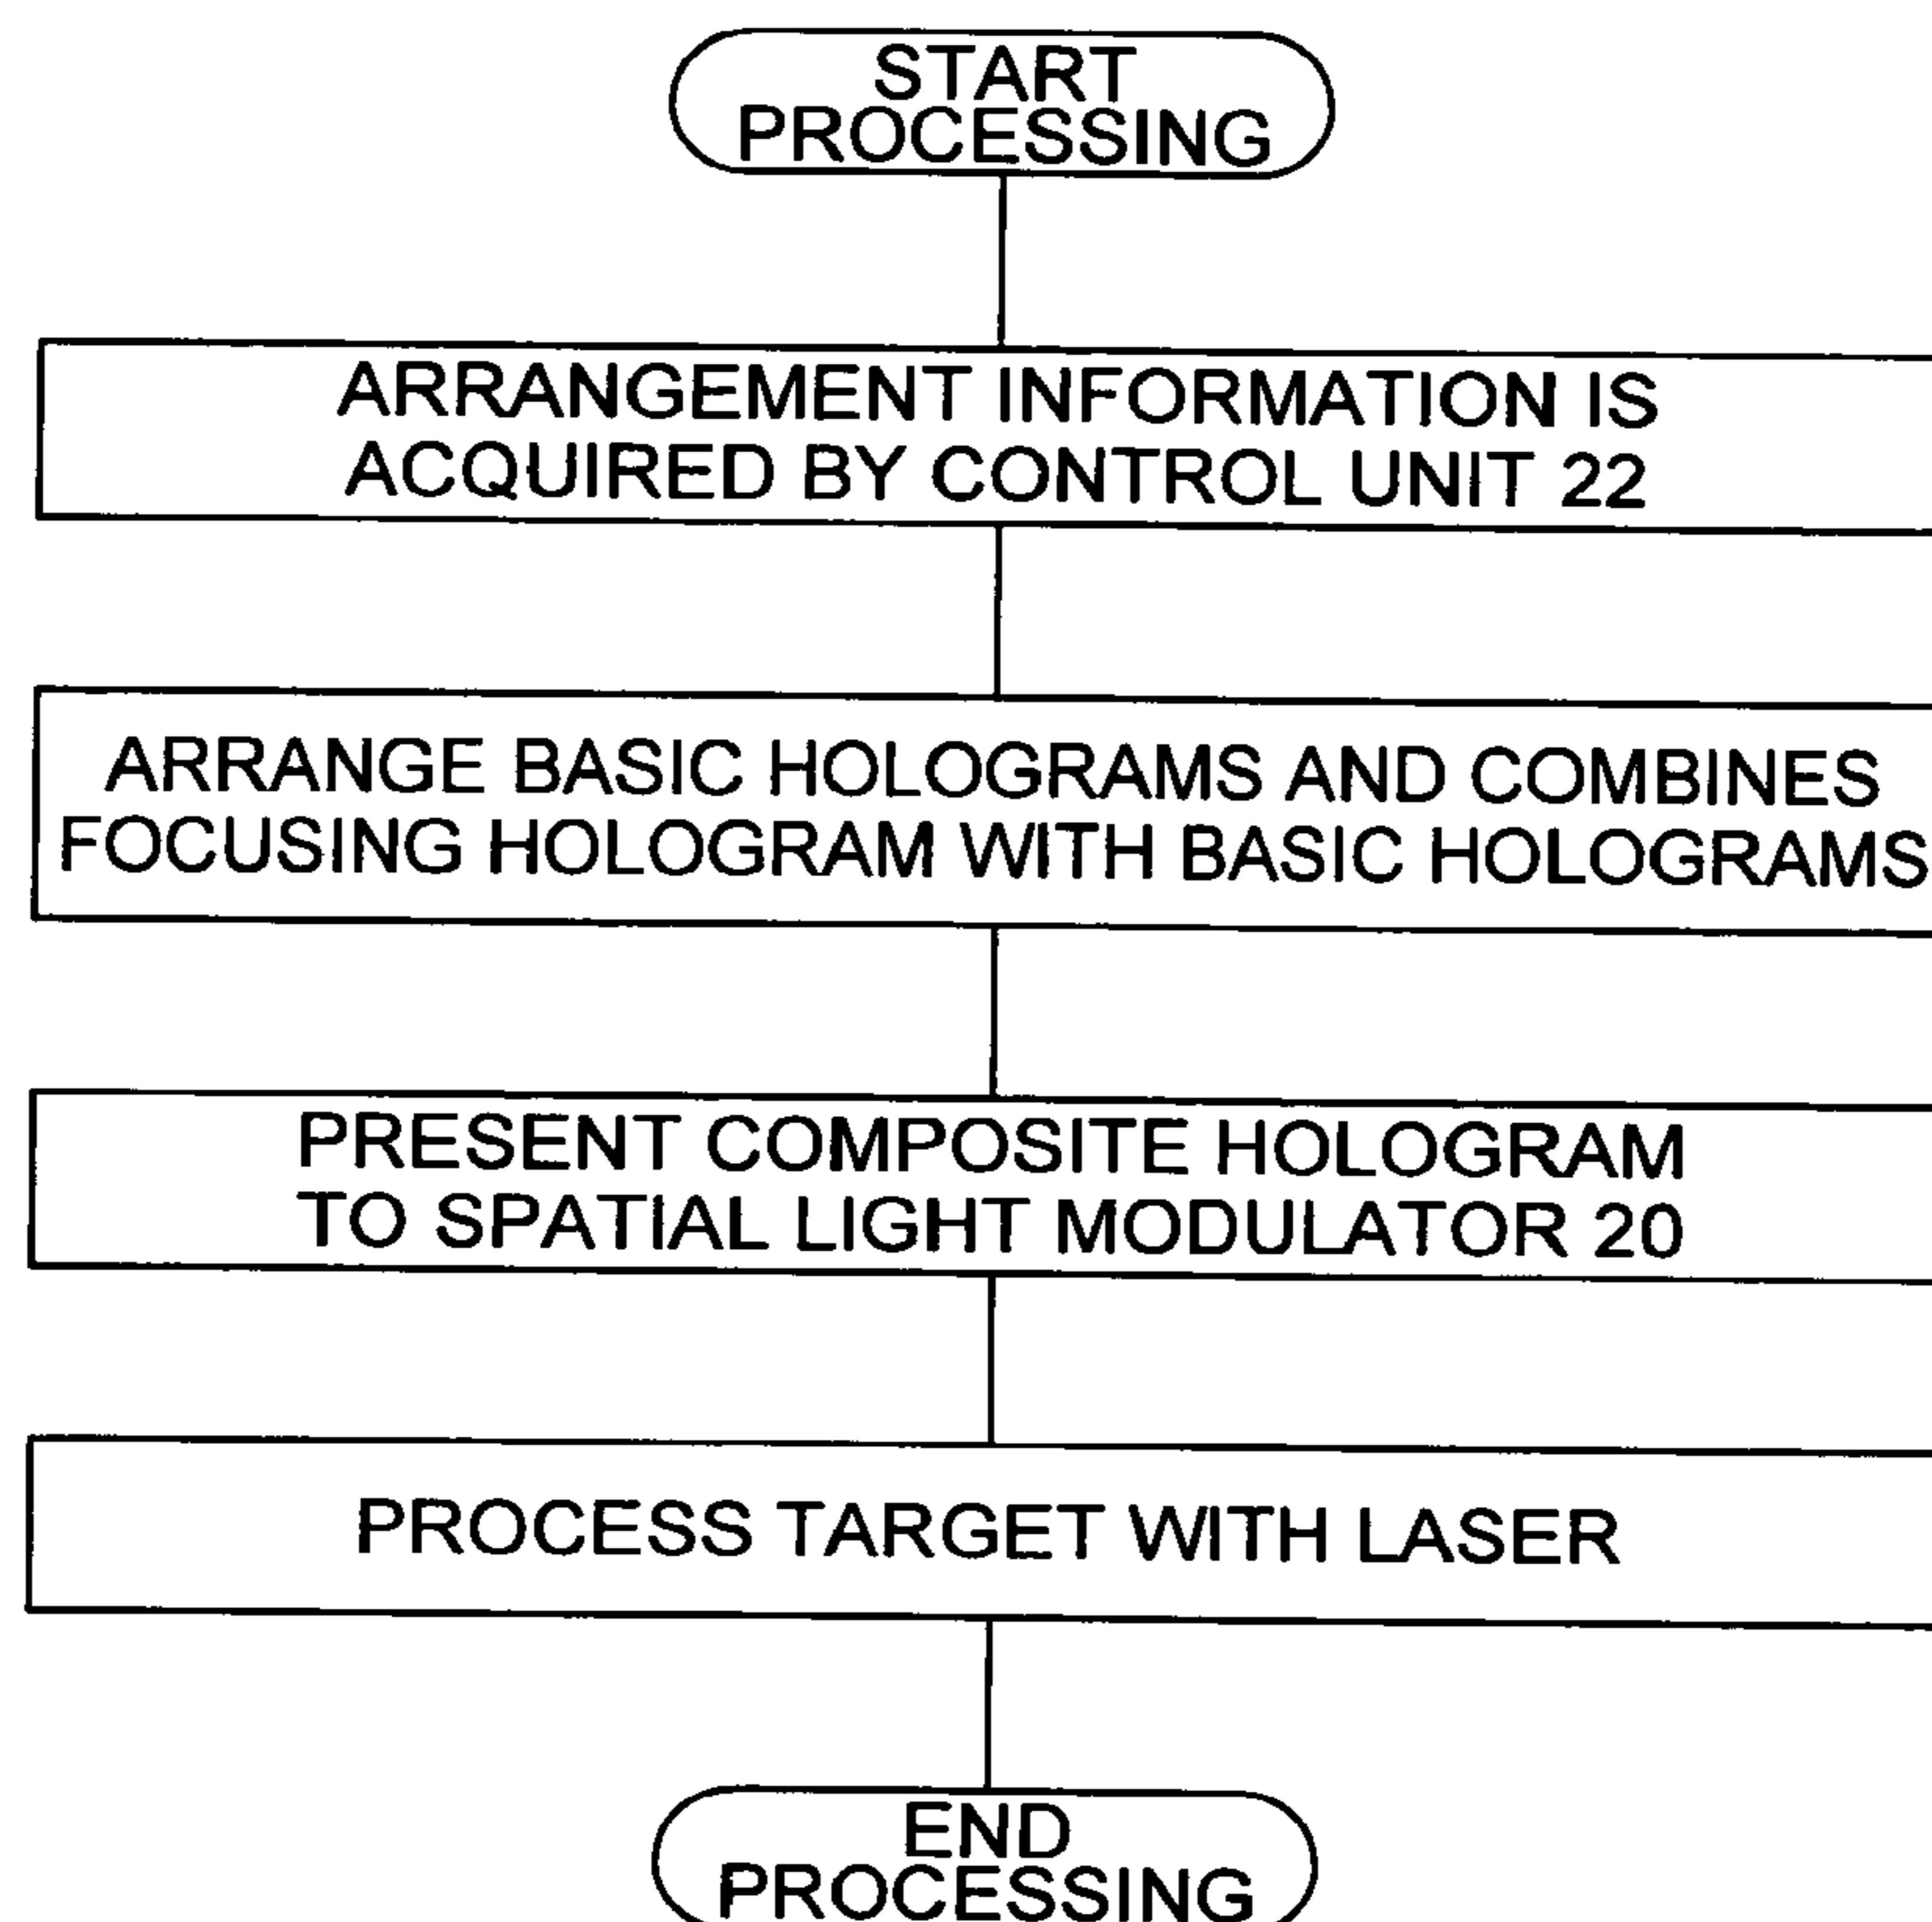 START
PROCESSING
ARRANGEMENT INFORMATION IS
ACQUIRED BY CONTROL UNIT 22
ARRANGE BASIC HOLOGRAMS AND COMBINES
FOCUSING HOLOGRAM WITH BASIC HOLOGRAMS
PRESENT COMPOSITE HOLOGRAM
TO SPATIAL LIGHT MODULATOR 20
PROCESS TARGET WITH LASER
END
PROCESSING